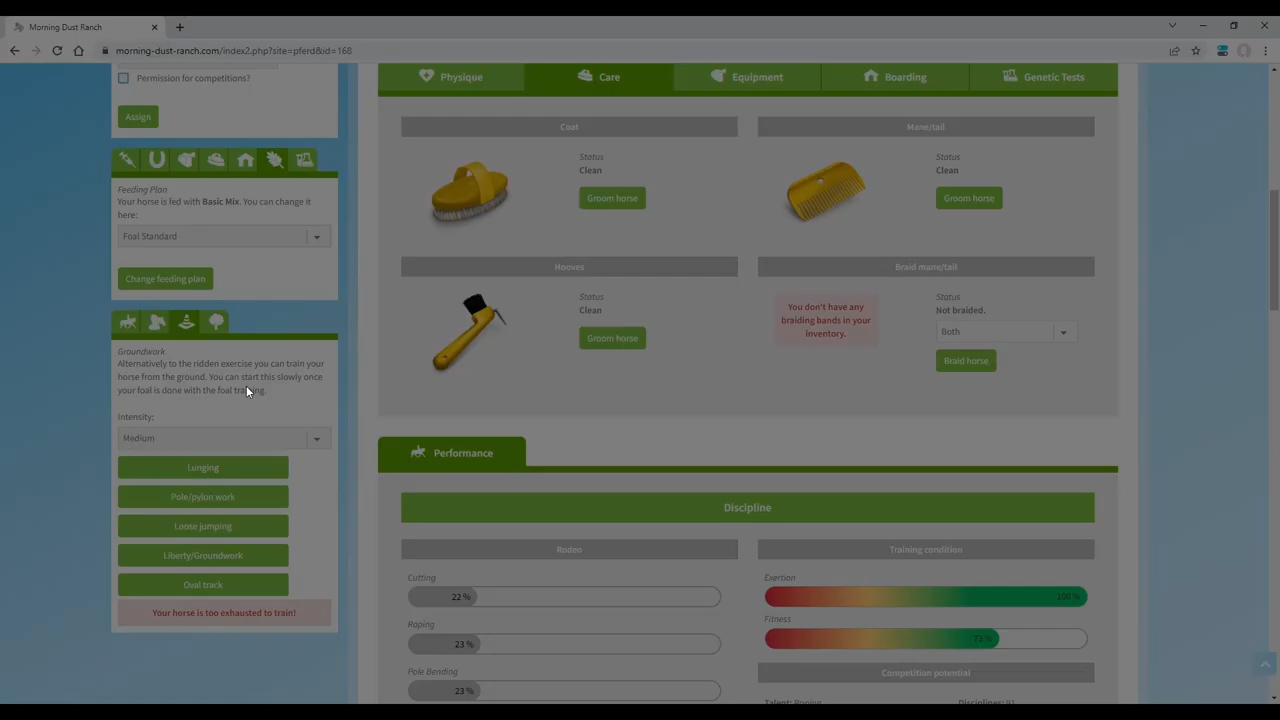 Morning Dust Ranch
morning-dust-ranch.com/index2.php?site=pferd&id=168
Permission for competitions?
Assign
Feeding Plan
Your horse is fed with Basic Mix. You can change it
here:
Foal Standard
Change feeding plan
Groundwork
Alternatively to the ridden exercise you can train your
horse from the ground. You can start this slowly once
your foal is done with the foal training.
Intensity:
Medium
Lunging
Pole/pylon work
Loose jumping
Liberty/Groundwork
Oval track
Your horse is too exhausted to train!
Physique
Care
Equipment
Boarding
Genetic Tests
Coat
Status
Clean
Groom horse
Mane/tail
Status
Clean
Groom horse
Hooves
Status
Clean
Groom horse
Braid mane/tail
You don't have any
braiding bands in your
inventory.
Status
Not braided.
Both
Braid horse
Performance
Discipline
Rodeo
Cutting
22 %
Roping
23 %
Pole Bending
23 %
Training condition
Exertion
100 %
Fitness
73 %
Competition potential
Talent: Roping
Disciplines: 91